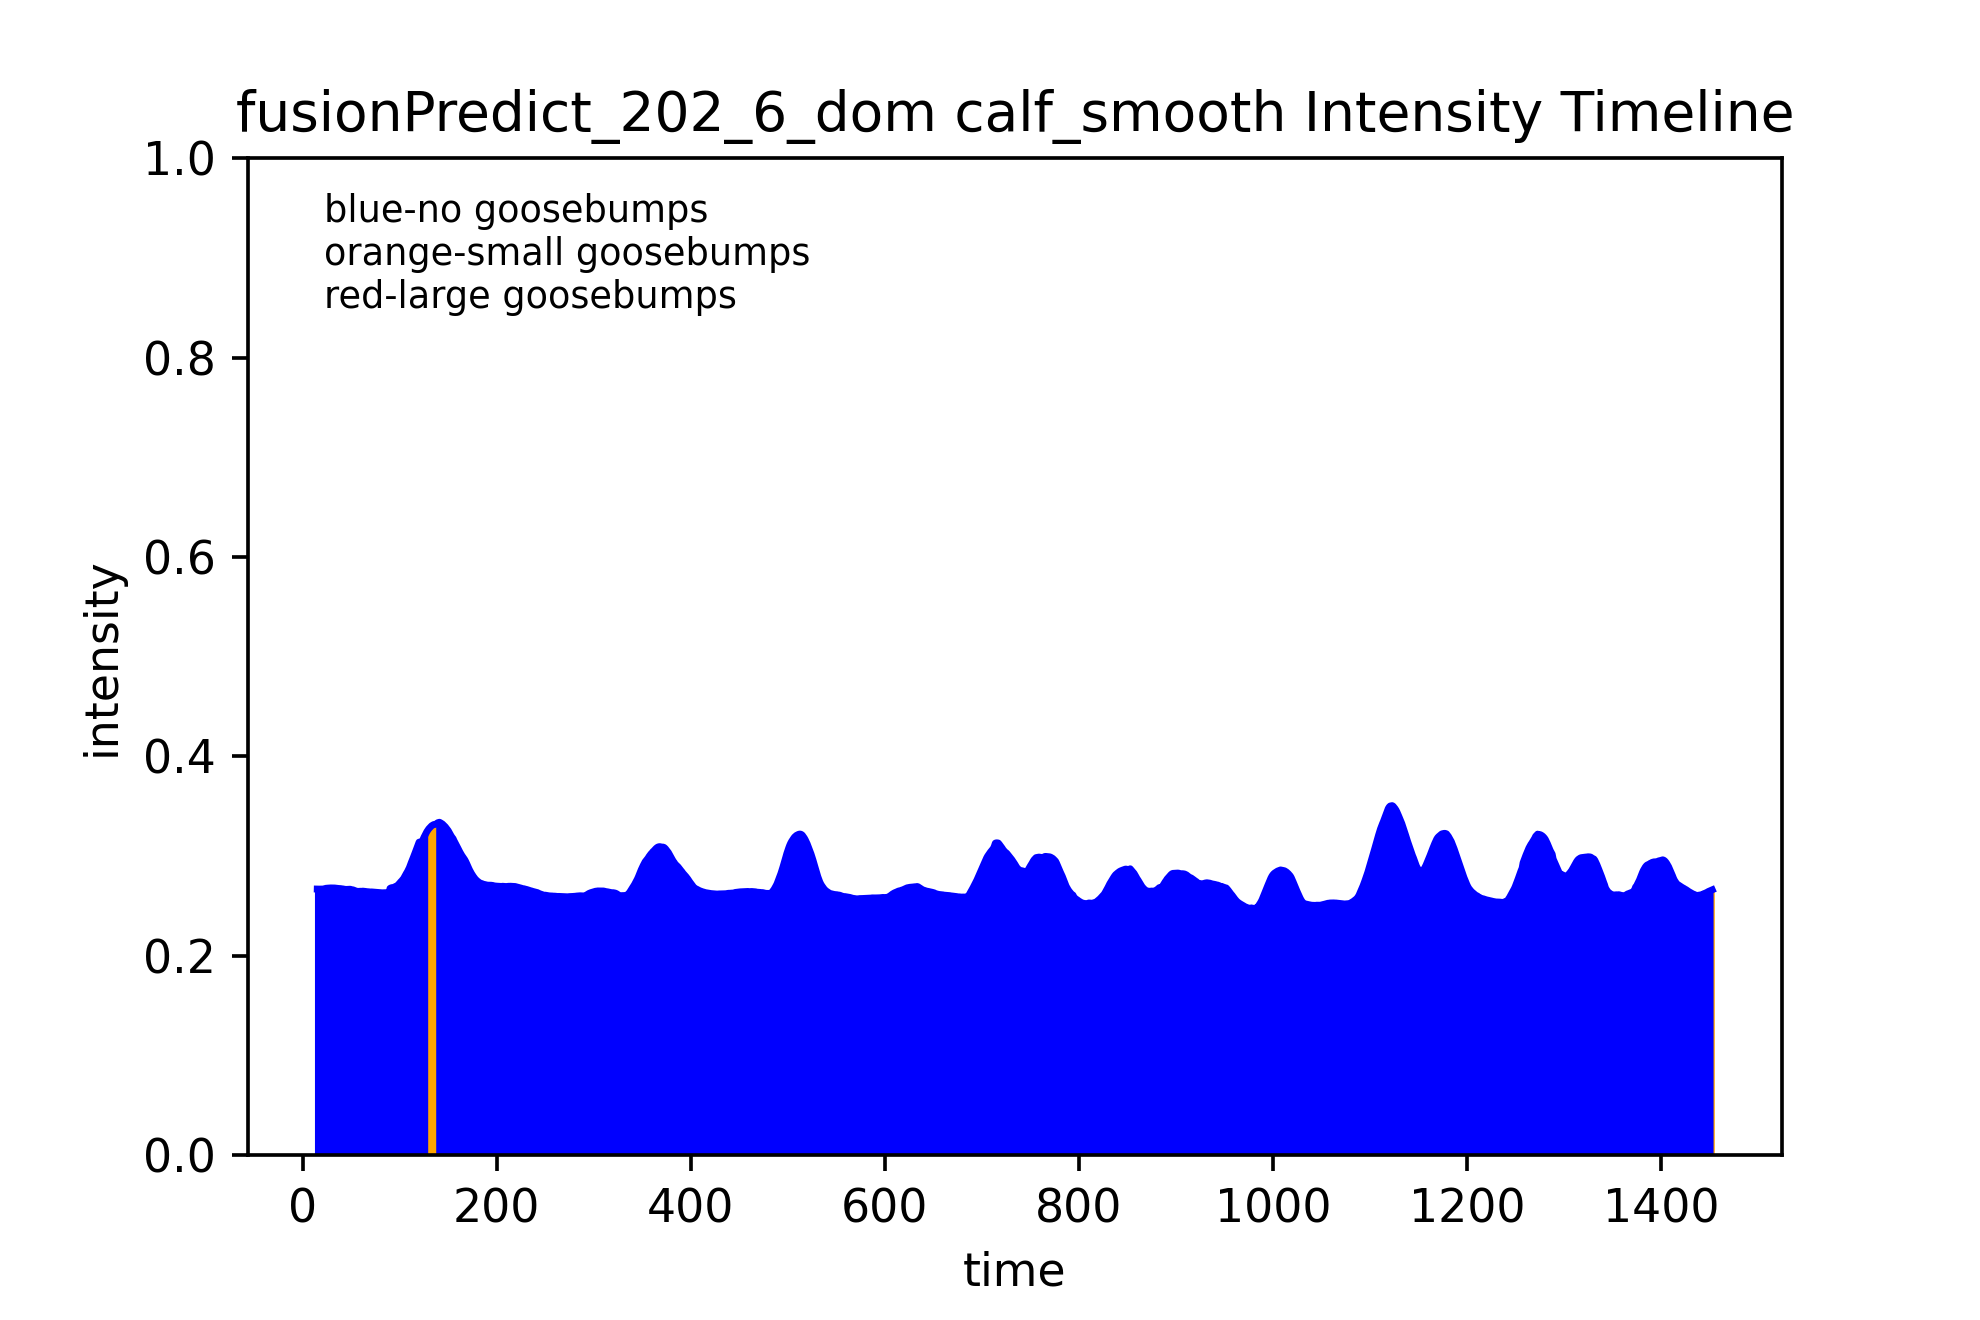 fusionPredict_202_6_dom calf_smooth Intensity Timeline
1.0
blue-no goosebumps
orange-small goosebumps
red-large goosebumps
0.8
0.6
intensity
0.4
0.2
0.0
0 200 400 600 800 1000 1200 1400
time